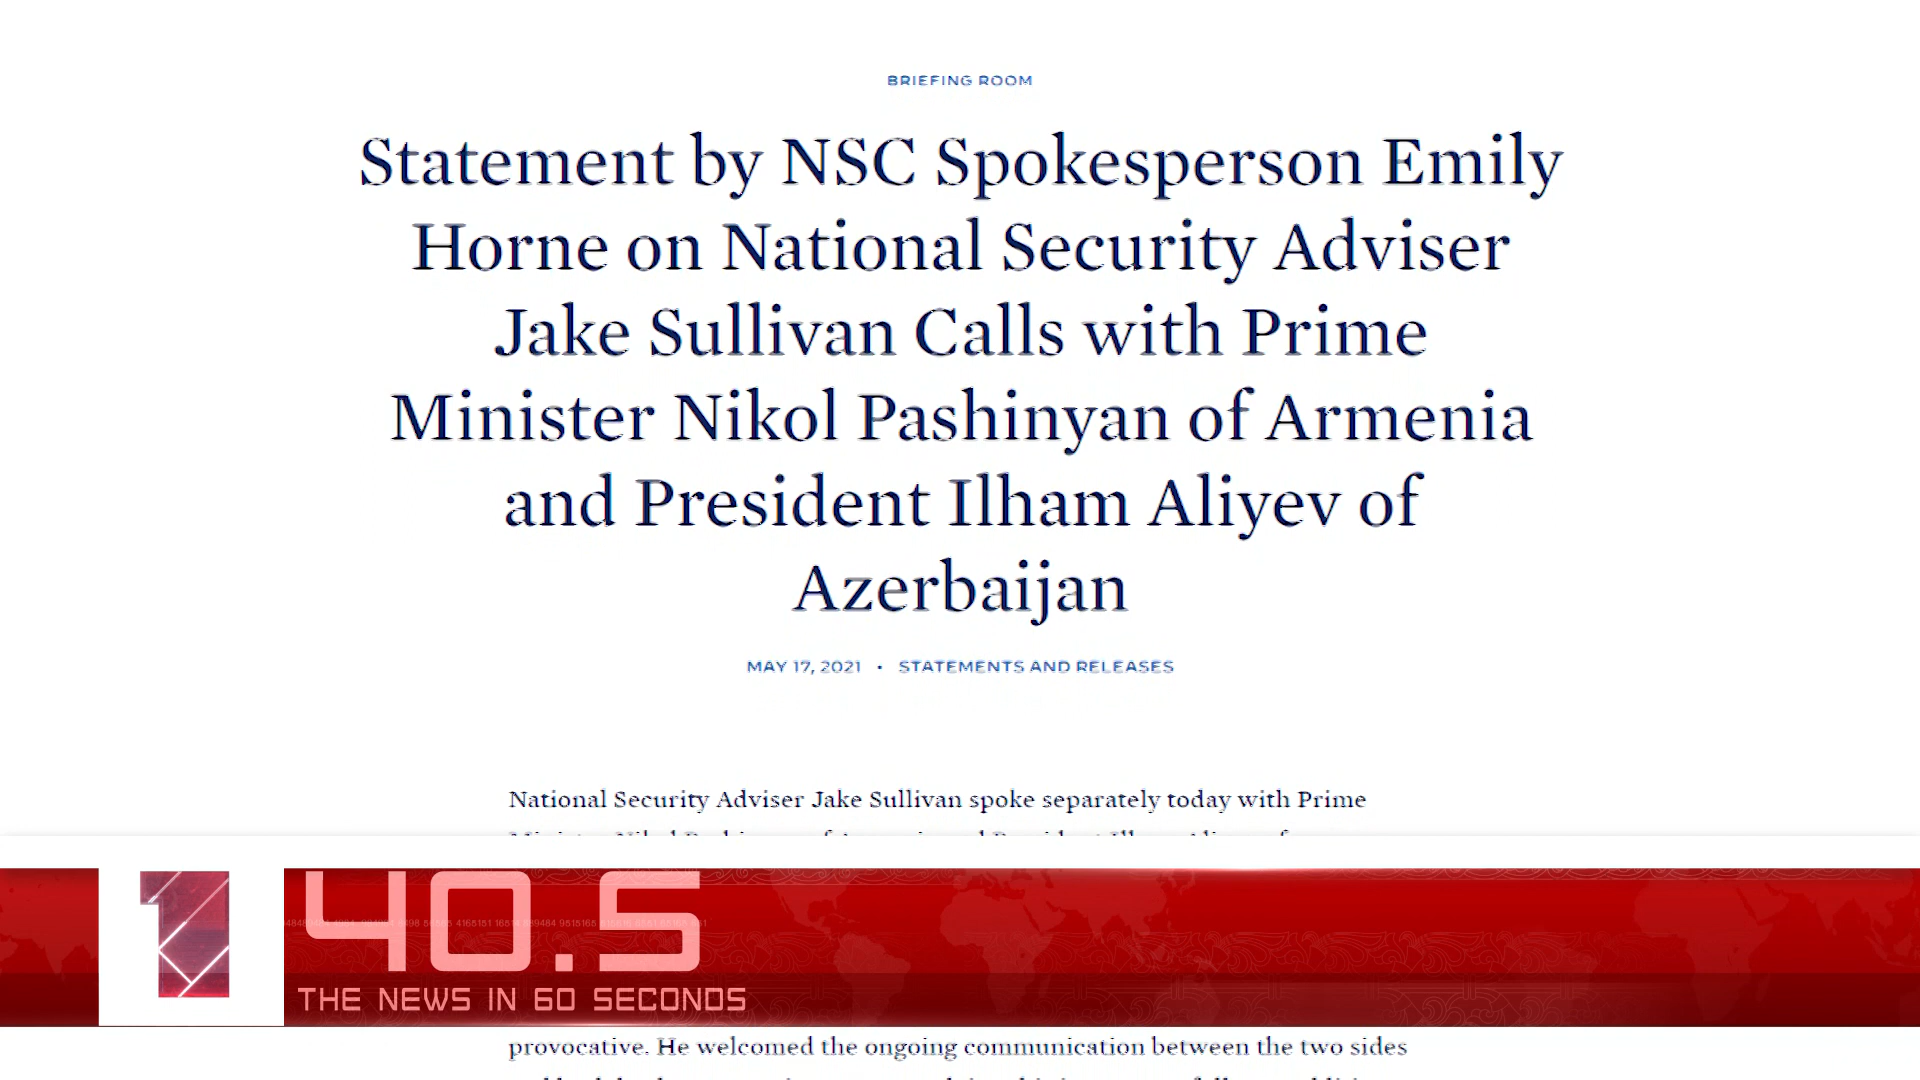 BRIEFING ROOM
Statement by NSC Spokesperson Emily
Horne on National Security Adviser
Jake Sullivan Calls with Prime
Minister Nikol Pashinyan of Armenia
and President Ilham Aliyev of
Azerbaijan
MAY 17, 2021 • STATEMENTS AND RELEASES
National Security Adviser Jake Sullivan spoke separately today with Prime
1
40.5
THE NEWS IN 60 SECONDS
provocative. He welcomed the ongoing communication between the two sides